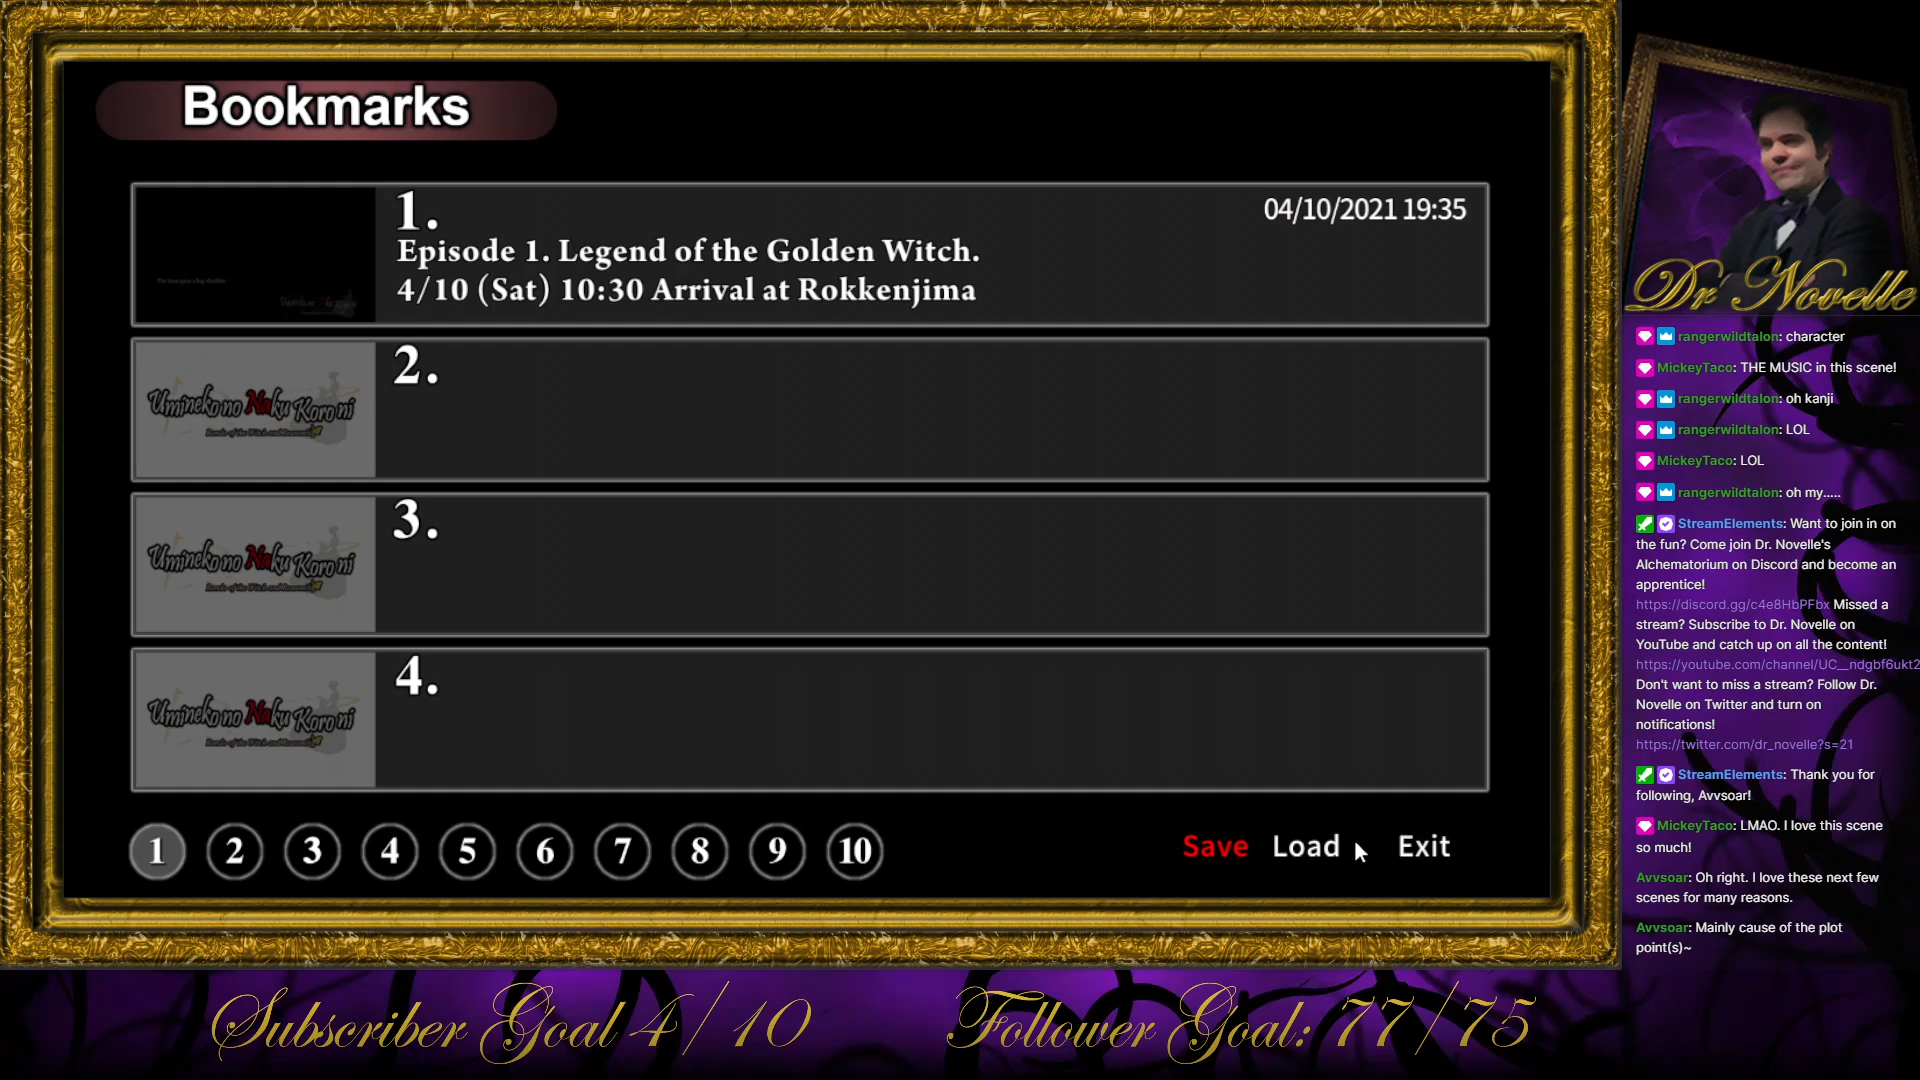 Bookmarks
1.
04/10/2021 19:35
Episode 1. Legend of the Golden Witch.
4/10 (Sat) 10:30 Arrival at Rokkenjima
2.
Umineko no Naku Koro ni
3.
Umineko no Naku Koro ni
4.
Umineko no Naku Koro ni
1 2 3 4 5 6 7 8 9 10
Save Load Exit
Dr Novelle
rangerwildtalon: character
MickeyTaco: THE MUSIC in this scene!
rangerwildtalon: oh kanji
rangerwildtalon: LOL
MickeyTaco: LOL
rangerwildtalon: oh my.....
StreamElements: Want to join in on
the fun? Come join Dr. Novelle's
Alchematorium on Discord and become an
apprentice!
https://discord.gg/c4e8HbPFbx Missed a
stream? Subscribe to Dr. Novelle on
YouTube and catch up on all the content!
https://youtube.com/channel/UC__ndgbf6ukt2
Don't want to miss a stream? Follow Dr.
Novelle on Twitter and turn on
notifications!
https://twitter.com/dr_novelle?s=21
StreamElements: Thank you for
following, Avvsoar!
MickeyTaco: LMAO. I love this scene
so much!
Avvsoar: Oh right. I love these next few
scenes for many reasons.
Avvsoar: Mainly cause of the plot
point(s)~
Subscriber Goal 4/10
Follower Goal: 77/75